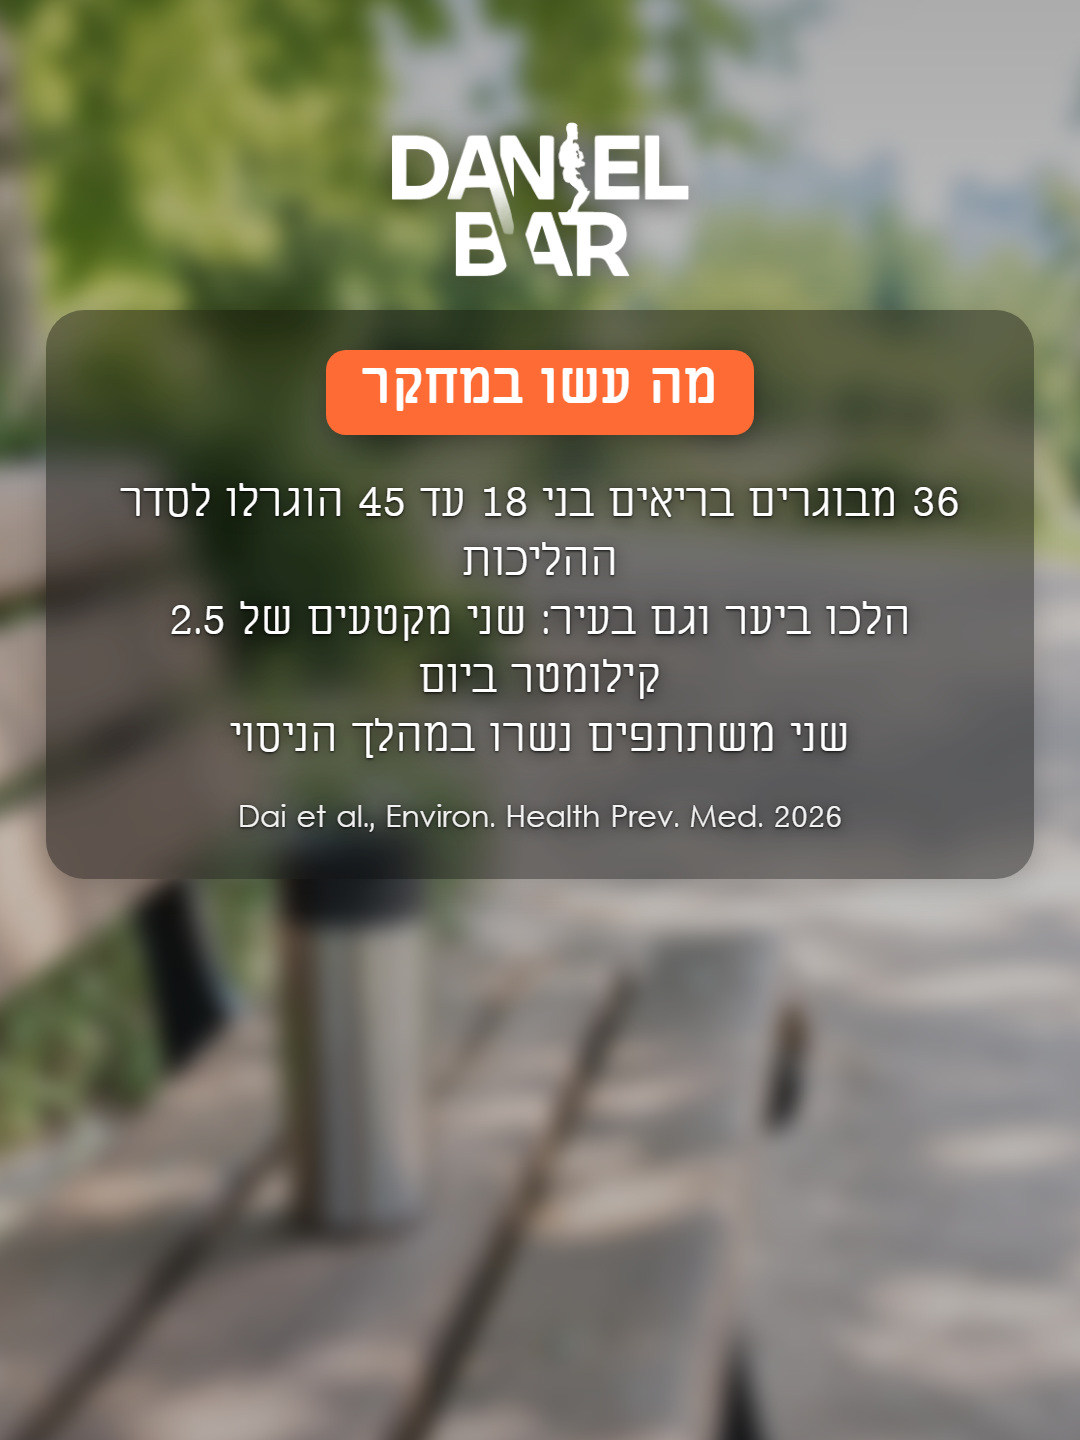 DANIEL
BAR
מה עשו במחקר
36 מבוגרים בריאים בני 18 עד 45 הוגרלו לסדר
ההליכות
הלכו ביער וגם בעיר: שני מקטעים של 2.5
קילומטר ביום
שני משתתפים נשרו במהלך הניסוי
Dai et al., Environ. Health Prev. Med. 2026